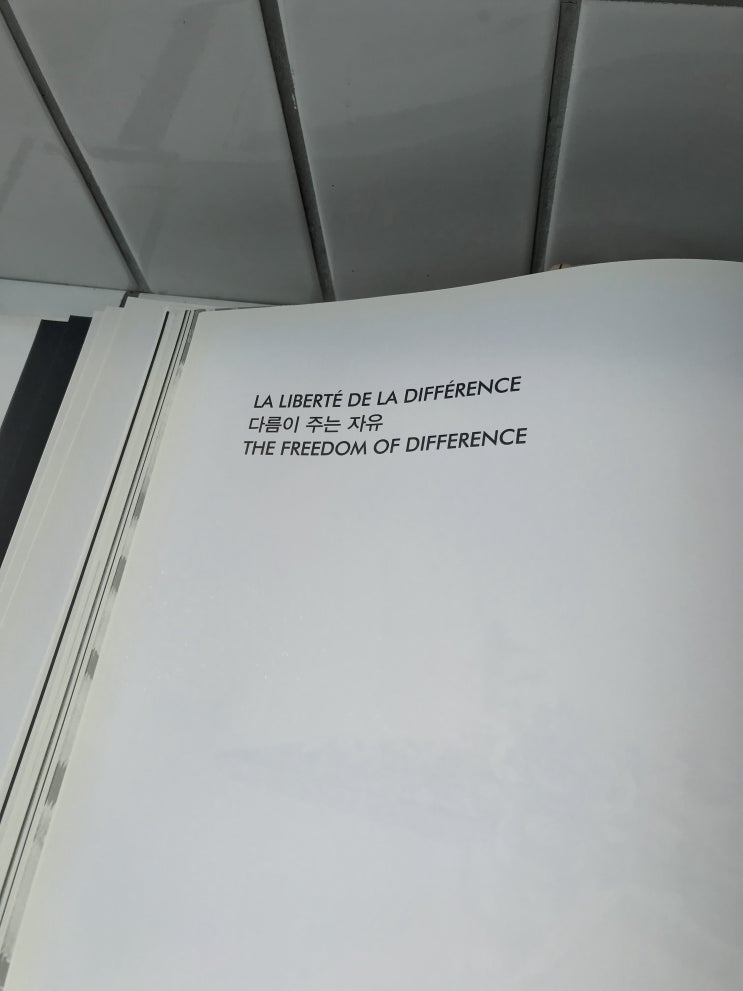 LA LIBERTÉ DE LA DIFFÉRENCE
다름이 주는 자유
THE FREEDOM OF DIFFERENCE